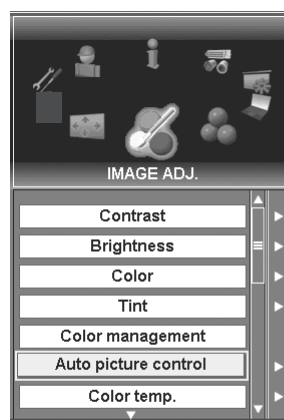 IMAGE ADJ.
Contrast
Brightness
Color
Tint
Color management
Auto picture control
Color temp.